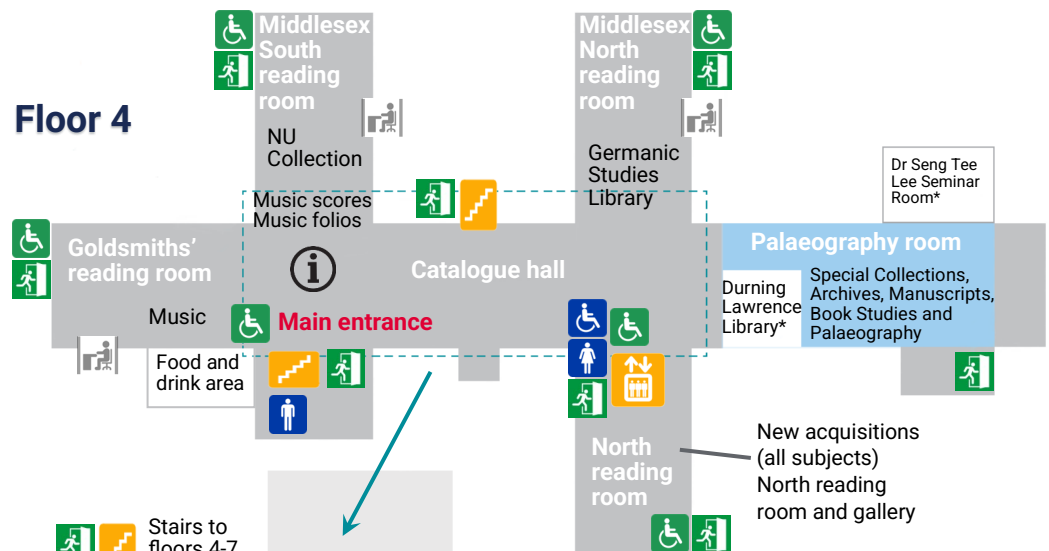 Floor 4
Middlesex
South
reading
room
NU
Collection
Music scores
Music folios
Middlesex
North
reading
room
Germanic
Studies
Library
Dr Seng Tee
Lee Seminar
Room*
Goldsmiths’
reading room
Music
Catalogue hall
Main entrance
Palaeography room
Durning
Lawrence
Library*
Special Collections,
Archives, Manuscripts,
Book Studies and
Palaeography
Food and
drink area
North
reading
room
New acquisitions
(all subjects)
North reading
room and gallery
Stairs to
floors 4-7